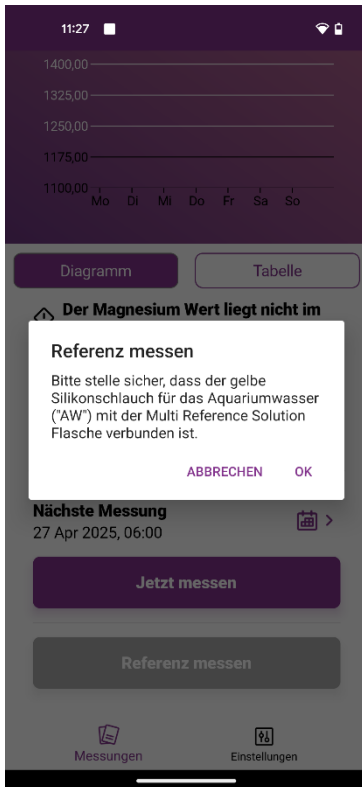 11:27
1400,00
1325,00
1250,00
1175,00
1100,00
Mo Di Mi Do Fr Sa So
Diagramm Tabelle
Der Magnesium Wert liegt nicht im
Referenz messen
Bitte stelle sicher, dass der gelbe
Silikonschlauch für das Aquariumwasser
("AW") mit der Multi Reference Solution
Flasche verbunden ist.
ABBRECHEN OK
Nächste Messung
27 Apr 2025, 06:00
Jetzt messen
Referenz messen
Messungen Einstellungen